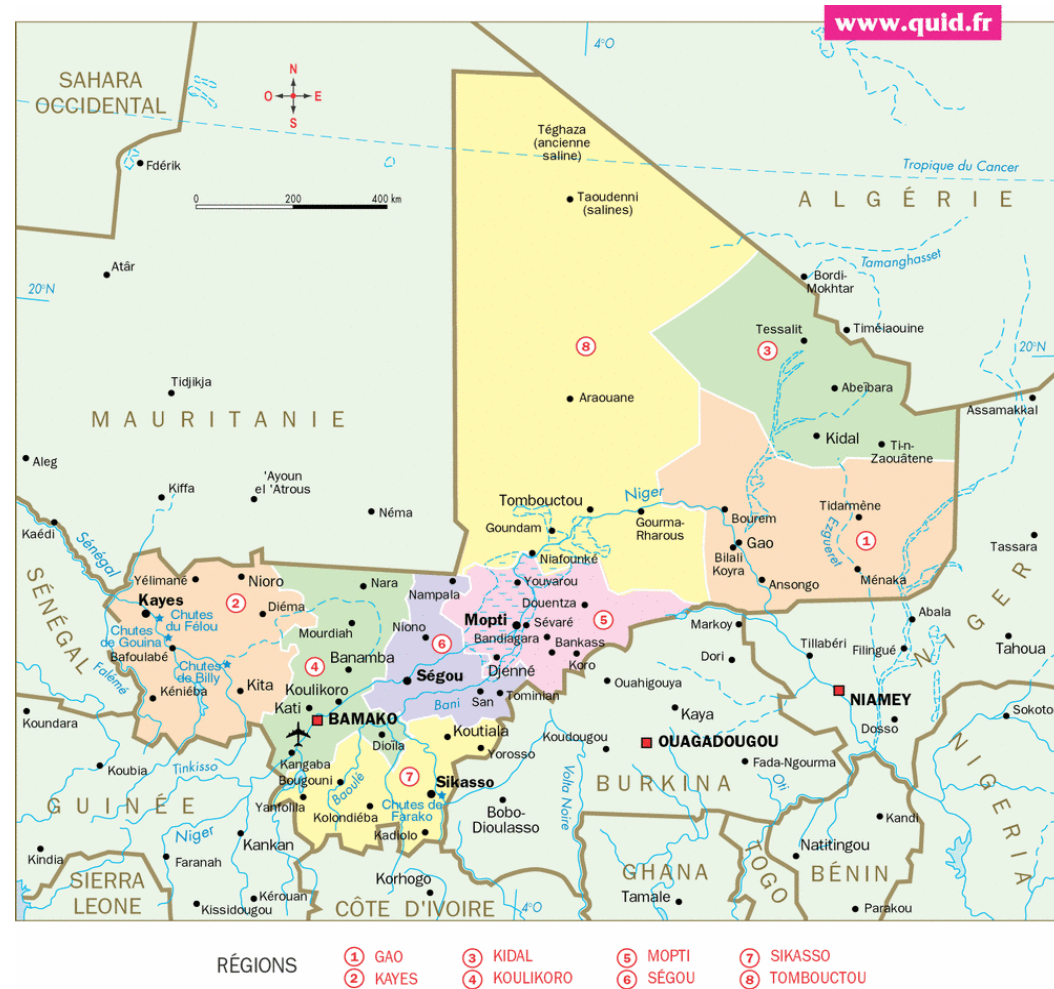 www.quid.fr
4°O
SAHARA
OCCIDENTAL
N
O E
S
Téghaza
(ancienne
saline)
Fdérik
Tropique du Cancer
0 200 400 km
Taoudenni
(salines)
ALGÉRIE
Atâr
Tamanghasset
Bordi-
Mokhtar
20°N
Tessalit
Timéiaouine
3
20°N
8
Tidjikja
Abeïbara
Araouane
Assamakkal
MAURITANIE
Kidal
Ti-n-
Zaouâtene
Aleg
'Ayoun
el 'Atrous
Kiffa
Tombouctou
Niger
Tidarmène
Néma
Goundam
Gourma-
Rharous
Bourem
Kaédi
Sénégal
Gao
Ezgueret
1
Niafounké
Bilali
Koyra
Tassara
SÉNÉGAL
Yélimané
Nioro
Nara
Nampala
Youvarou
Ansongo
Ménaka
NIGER
Kayes
2
Diéma
Douentza
Chutes
du Félou
Mourdiah
Niono
Mopti
Sévaré
5
Markoy
Abala
Chutes
de Gouina
6
Bandiagara
Bankass
Tillabéri
Filingué
Tahoua
Bafoulabé
Chutes
de Billy
4
Banamba
Koro
Dori
Falémé
Djenné
Ségou
Kéniéba
Kita
Koulikoro
Ouahigouya
Kati
Bani
San
Tominian
NIAMEY
Koundara
BAMAKO
Kaya
Dosso
Sokoto
Dioïla
Koutiala
Koudougou
OUAGADOUGOU
Yorosso
Kangaba
Fada-Ngourma
Koubia
Tinkisso
Bougouni
Baoulé
7
Sikasso
BURKINA
Oti
NIGERIA
GUINÉE
Yanfolila
Kolondiéba
Chutes de
Farako
Bobo-
Dioulasso
Volta Noire
Kandi
Niger
Kankan
Kadiolo
Natitingou
Kindia
Faranah
TOGO
SIERRA
LEONE
Korhogo
GHANA
BÉNIN
Kérouan
Tamale
Kissidougou
CÔTE D'IVOIRE
4°O
Parakou
RÉGIONS
1 GAO 3 KIDAL 5 MOPTI 7 SIKASSO
2 KAYES 4 KOULIKORO 6 SÉGOU 8 TOMBOUCTOU